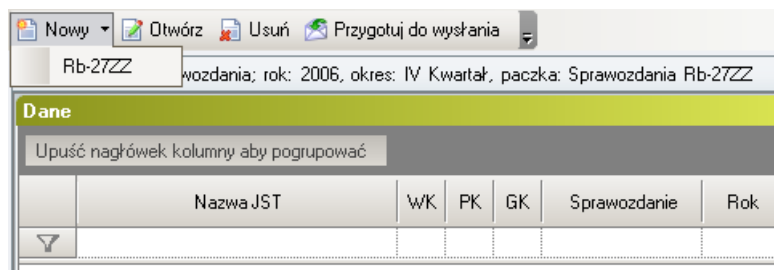 Nowy Otwórz Usuń Przygotuj do wysłania
Rb-27ZZ
wozdania; rok: 2006, okres: IV Kwartał, paczka: Sprawozdania Rb-27ZZ
Dane
Upuść nagłówek kolumny aby pogrupować
Nazwa JST WK PK GK Sprawozdanie Rok